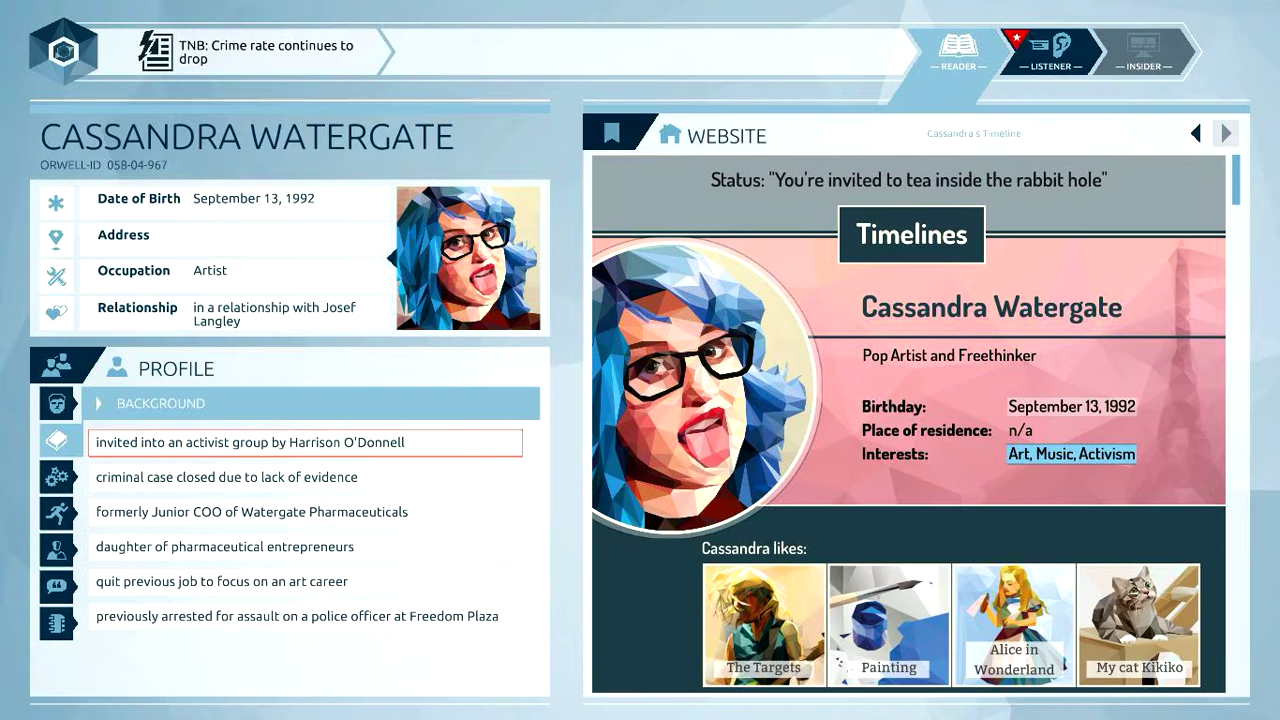 TNB: Crime rate continues to
drop
— READER —
— LISTENER —
— INSIDER —
CASSANDRA WATERGATE
ORWELL-ID 058-04-967
Date of Birth September 13, 1992
Address
Occupation Artist
Relationship in a relationship with Josef
Langley
PROFILE
BACKGROUND
invited into an activist group by Harrison O'Donnell
criminal case closed due to lack of evidence
formerly Junior COO of Watergate Pharmaceuticals
daughter of pharmaceutical entrepreneurs
quit previous job to focus on an art career
previously arrested for assault on a police officer at Freedom Plaza
WEBSITE
Cassandra's Timeline
Status: "You're invited to tea inside the rabbit hole"
Timelines
Cassandra Watergate
Pop Artist and Freethinker
Birthday: September 13, 1992
Place of residence: n/a
Interests: Art, Music, Activism
Cassandra likes:
The Targets
Painting
Alice in
Wonderland
My cat Kikiko